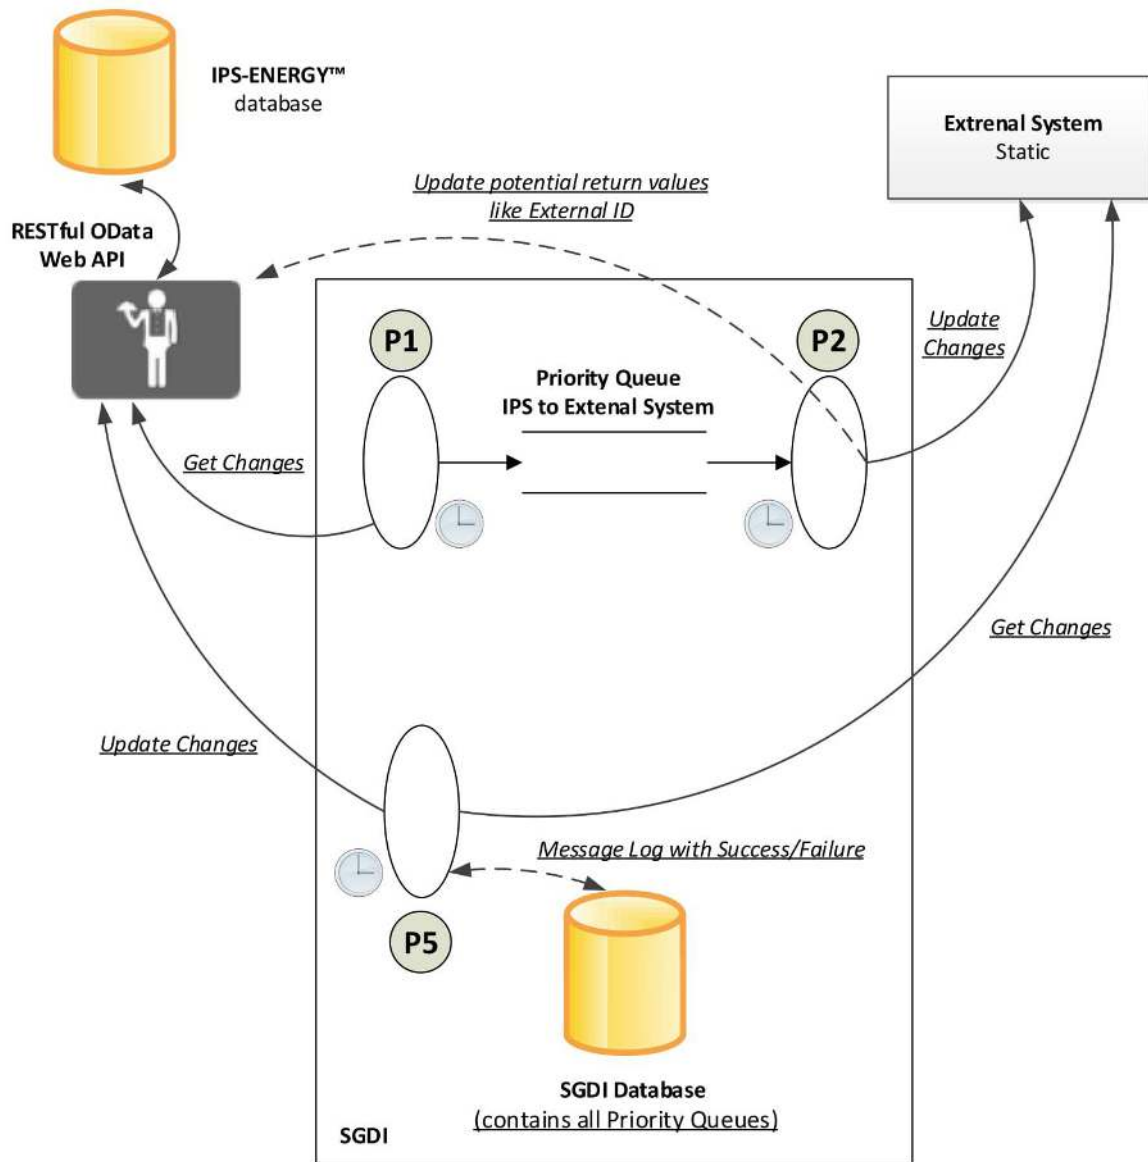 IPS-ENERGY™
database
Extrenal System
Static
Update potential return values
like External ID
RESTful OData
Web API
P1
P2
Update
Changes
Priority Queue
IPS to Extenal System
Get Changes
Get Changes
Update Changes
Message Log with Success/Failure
P5
SGDI Database
(contains all Priority Queues)
SGDI